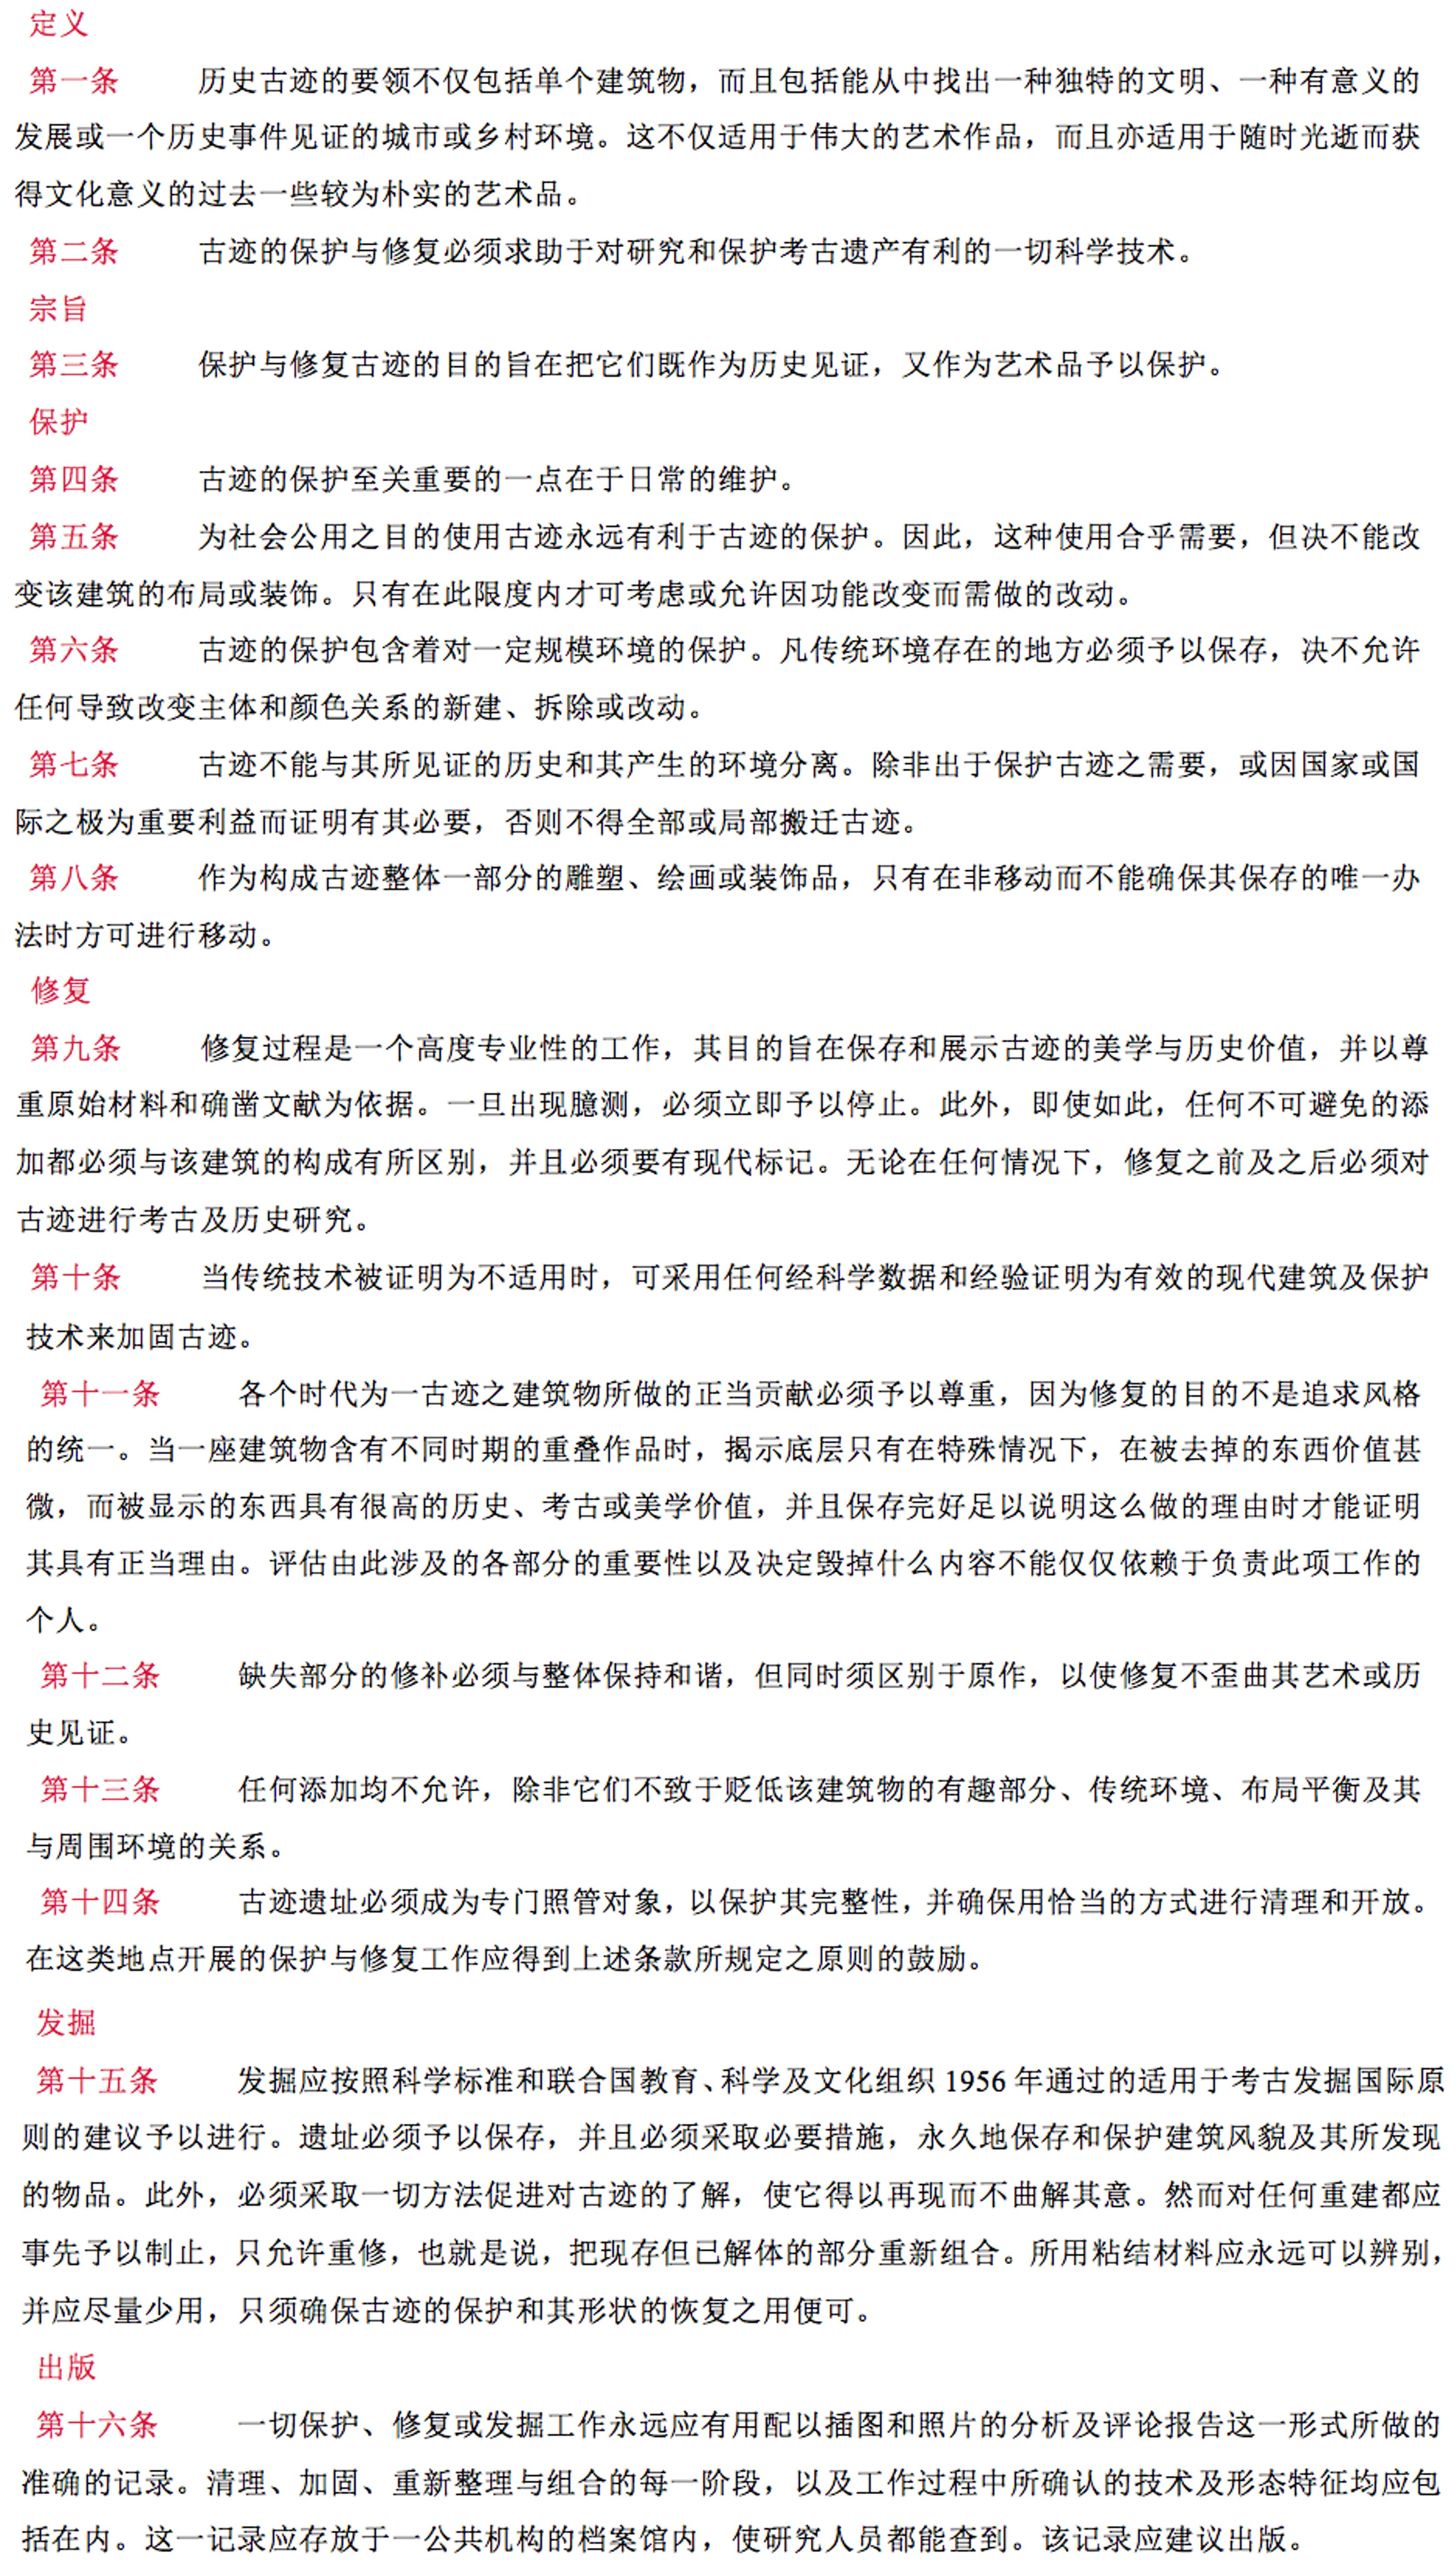 定义
第一条 历史古迹的要领不仅包括单个建筑物，而且包括能从中找出一种独特的文明、一种有意义的
发展或一个历史事件见证的城市或乡村环境。这不仅适用于伟大的艺术作品，而且亦适用于随时光逝而获
得文化意义的过去一些较为朴实的艺术品。
第二条 古迹的保护与修复必须求助于对研究和保护考古遗产有利的一切科学技术。
宗旨
第三条 保护与修复古迹的目的旨在把它们既作为历史见证，又作为艺术品予以保护。
保护
第四条 古迹的保护至关重要的一点在于日常的维护。
第五条 为社会公用之目的使用古迹永远有利于古迹的保护。因此，这种使用合乎需要，但决不能改
变该建筑的布局或装饰。只有在此限度内才可考虑或允许因功能改变而需做的改动。
第六条 古迹的保护包含着对一定规模环境的保护。凡传统环境存在的地方必须予以保存，决不允许
任何导致改变主体和颜色关系的新建、拆除或改动。
第七条 古迹不能与其所见证的历史和其产生的环境分离。除非出于保护古迹之需要，或因国家或国
际之极为重要利益而证明有其必要，否则不得全部或局部搬迁古迹。
第八条 作为构成古迹整体一部分的雕塑、绘画或装饰品，只有在非移动而不能确保其保存的唯一办
法时方可进行移动。
修复
第九条 修复过程是一个高度专业性的工作，其目的旨在保存和展示古迹的美学与历史价值，并以尊
重原始材料和确凿文献为依据。一旦出现臆测，必须立即予以停止。此外，即使如此，任何不可避免的添
加都必须与该建筑的构成有所区别，并且必须要有现代标记。无论在任何情况下，修复之前及之后必须对
古迹进行考古及历史研究。
第十条 当传统技术被证明为不适用时，可采用任何经科学数据和经验证明为有效的现代建筑及保护
技术来加固古迹。
第十一条 各个时代为一古迹之建筑物所做的正当贡献必须予以尊重，因为修复的目的不是追求风格
的统一。当一座建筑物含有不同时期的重叠作品时，揭示底层只有在特殊情况下，在被去掉的东西价值甚
微，而被显示的东西具有很高的历史、考古或美学价值，并且保存完好足以说明这么做的理由时才能证明
其具有正当理由。评估由此涉及的各部分的重要性以及决定毁掉什么内容不能仅仅依赖于负责此项工作的
个人。
第十二条 缺失部分的修补必须与整体保持和谐，但同时须区别于原作，以使修复不歪曲其艺术或历
史见证。
第十三条 任何添加均不允许，除非它们不致于贬低该建筑物的有趣部分、传统环境、布局平衡及其
与周围环境的关系。
第十四条 古迹遗址必须成为专门照管对象，以保护其完整性，并确保用恰当的方式进行清理和开放。
在这类地点开展的保护与修复工作应得到上述条款所规定之原则的鼓励。
发掘
第十五条 发掘应按照科学标准和联合国教育、科学及文化组织 1956 年通过的适用于考古发掘国际原
则的建议予以进行。遗址必须予以保存，并且必须采取必要措施，永久地保存和保护建筑风貌及其所发现
的物品。此外，必须采取一切方法促进对古迹的了解，使它得以再现而不曲解其意。然而对任何重建都应
事先予以制止，只允许重修，也就是说，把现存但已解体的部分重新组合。所用粘结材料应永远可以辨别，
并应尽量少用，只须确保古迹的保护和其形状的恢复之用便可。
出版
第十六条 一切保护、修复或发掘工作永远应有用配以插图和照片的分析及评论报告这一形式所做的
准确的记录。清理、加固、重新整理与组合的每一阶段，以及工作过程中所确认的技术及形态特征均应包
括在内。这一记录应存放于一公共机构的档案馆内，使研究人员都能查到。该记录应建议出版。